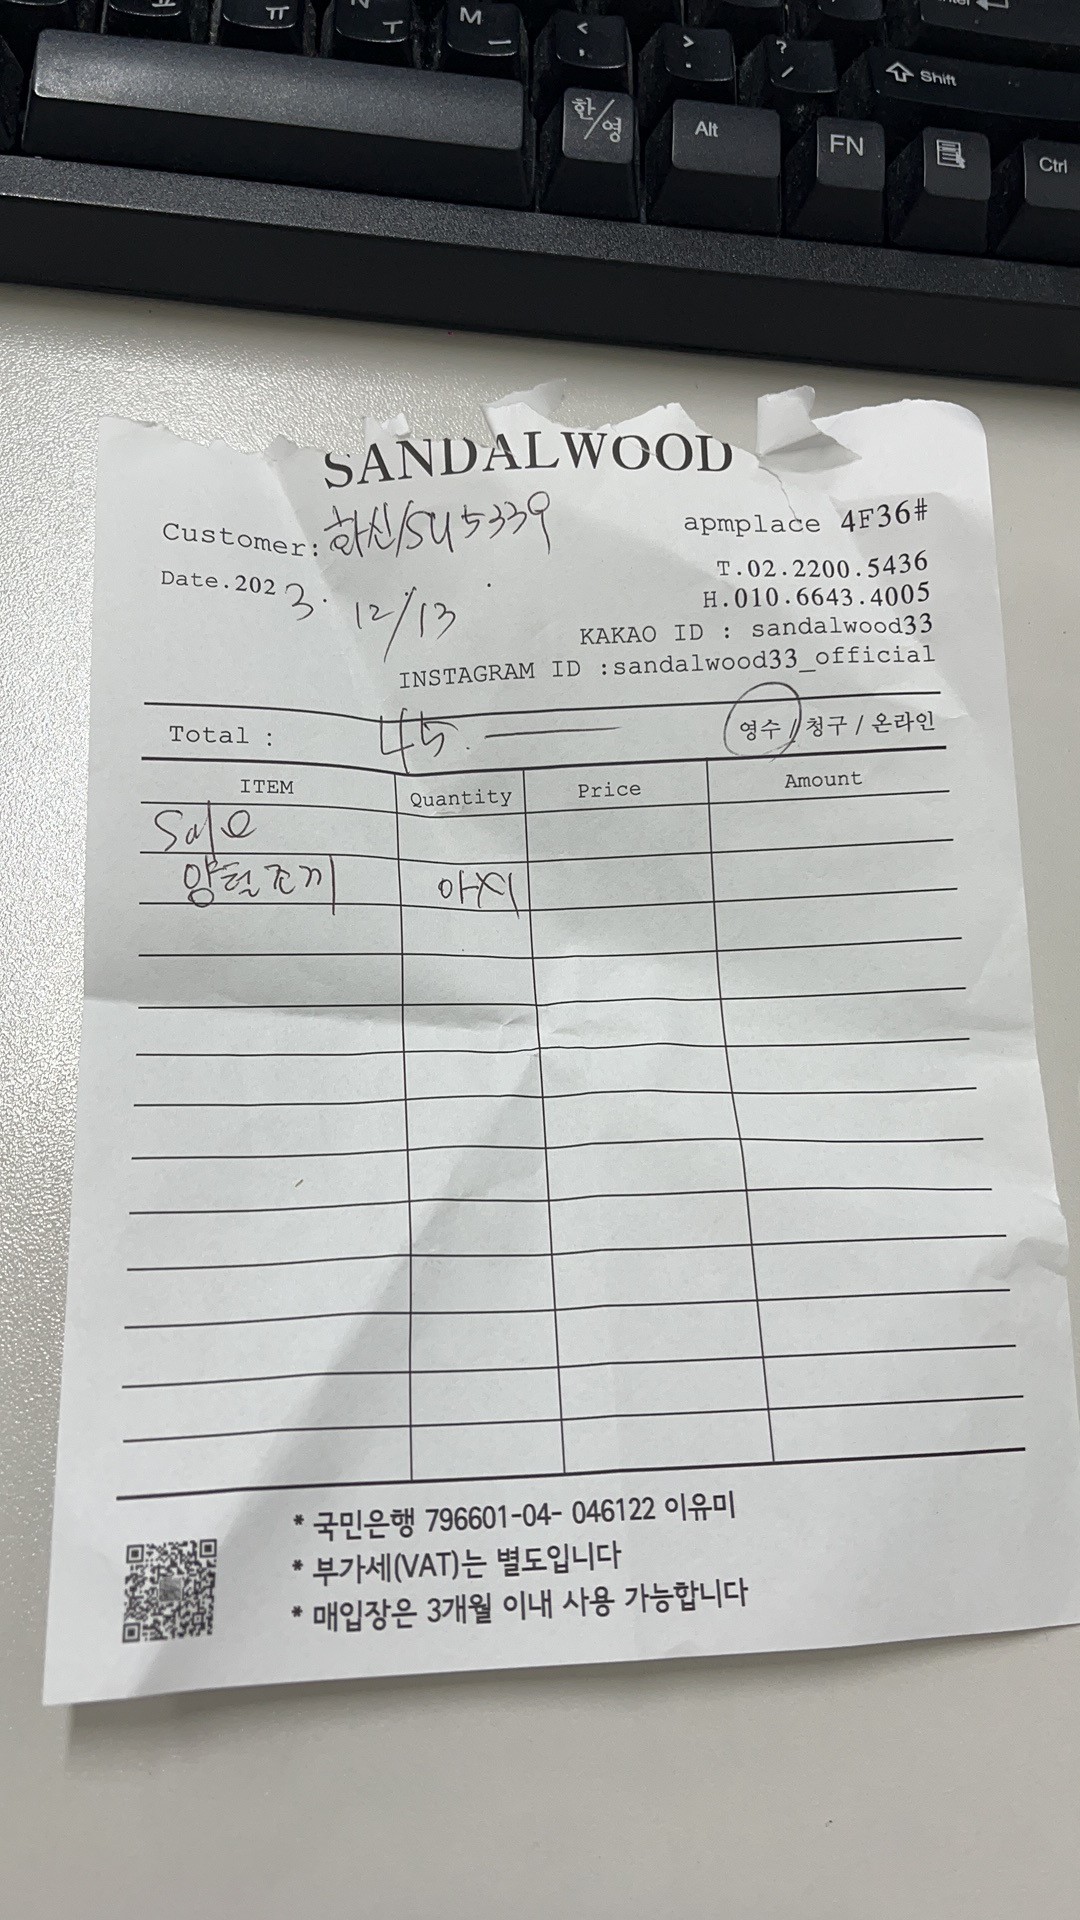 ㅠ
ㅜ
M
ㅡ
<
,
>
.
?
/
Shift
한/영
Alt
FN
Ctrl
SANDALWOOD
Customer: 화신/SU5339
apmplace 4F36#
Date.2023. 12/13
T.02.2200.5436
H.010.6643.4005
KAKAO ID : sandalwood33
INSTAGRAM ID :sandalwood33_official
Total : 45. 영수 / 청구 / 온라인
ITEM Quantity Price Amount
Sale
양털조끼
* 국민은행 796601-04- 046122 이유미
* 부가세(VAT)는 별도입니다
* 매입장은 3개월 이내 사용 가능합니다